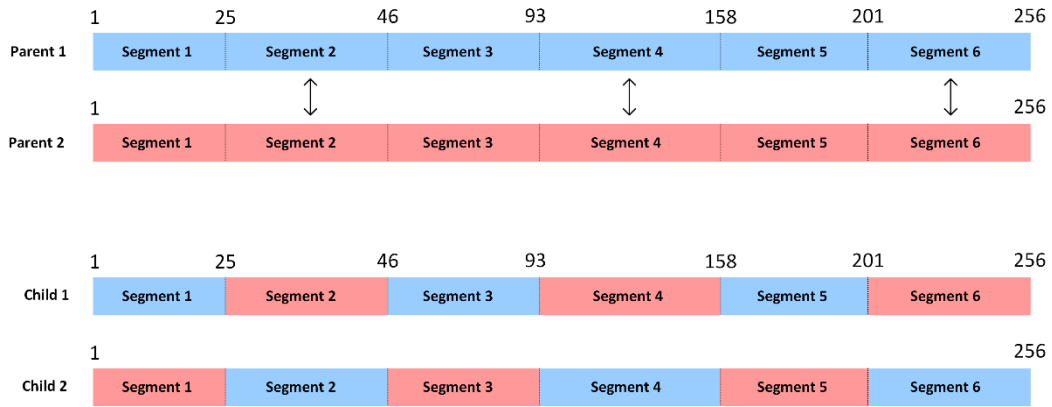 1 25 46 93 158 201 256
Parent 1 Segment 1 Segment 2 Segment 3 Segment 4 Segment 5 Segment 6
1 256
Parent 2 Segment 1 Segment 2 Segment 3 Segment 4 Segment 5 Segment 6
1 25 46 93 158 201 256
Child 1 Segment 1 Segment 2 Segment 3 Segment 4 Segment 5 Segment 6
1 256
Child 2 Segment 1 Segment 2 Segment 3 Segment 4 Segment 5 Segment 6